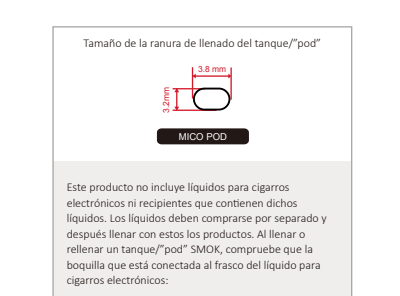 Tamaño de la ranura de llenado del tanque/”pod”
3.8 mm
3.2mm
MICO POD
Este producto no incluye líquidos para cigarros
electrónicos ni recipientes que contienen dichos
líquidos. Los líquidos deben comprarse por separado y
después llenar con estos los productos. Al llenar o
rellenar un tanque/”pod” SMOK, compruebe que la
boquilla que está conectada al frasco del líquido para
cigarros electrónicos: